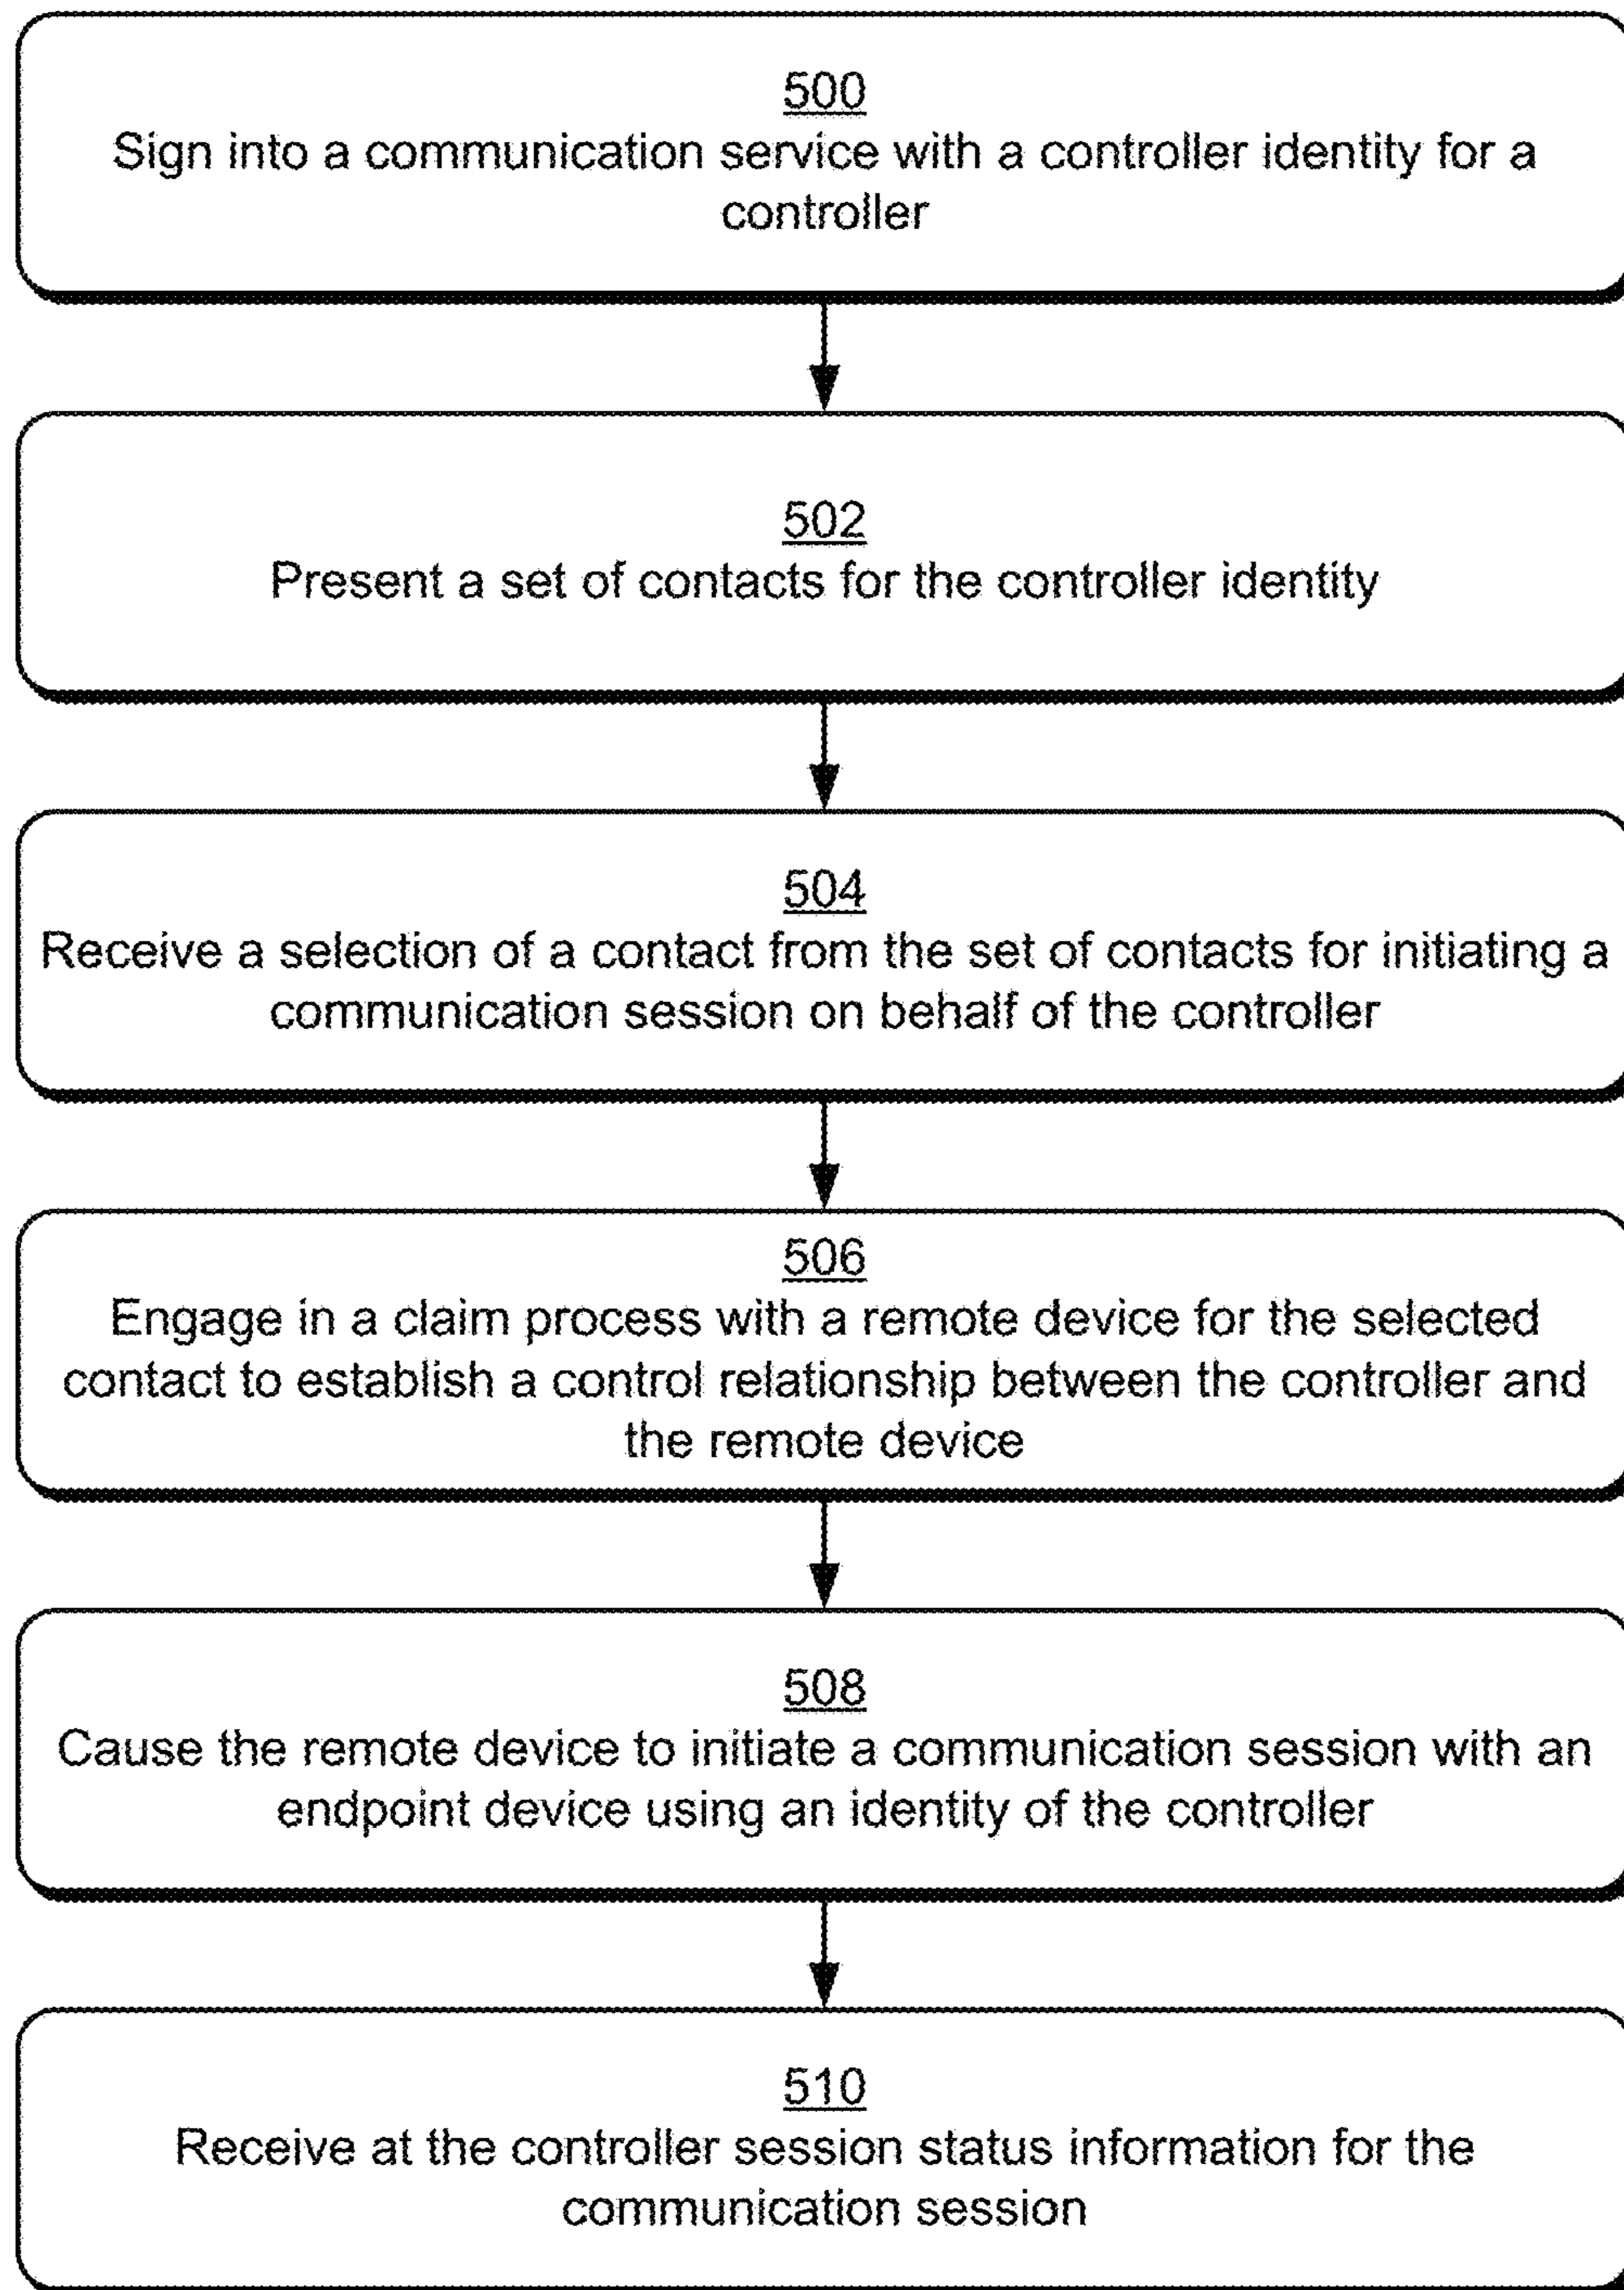 500
Sign into a communication service with a controller identity for a
controller
502
Present a set of contacts for the controller identity
504
Receive a selection of a contact from the set of contacts for initiating a
communication session on behalf of the controller
506
Engage in a claim process with a remote device for the selected
contact to establish a control relationship between the controller and
the remote device
508
Cause the remote device to initiate a communication session with an
endpoint device using an identity of the controller
510
Receive at the controller session status information for the
communication session